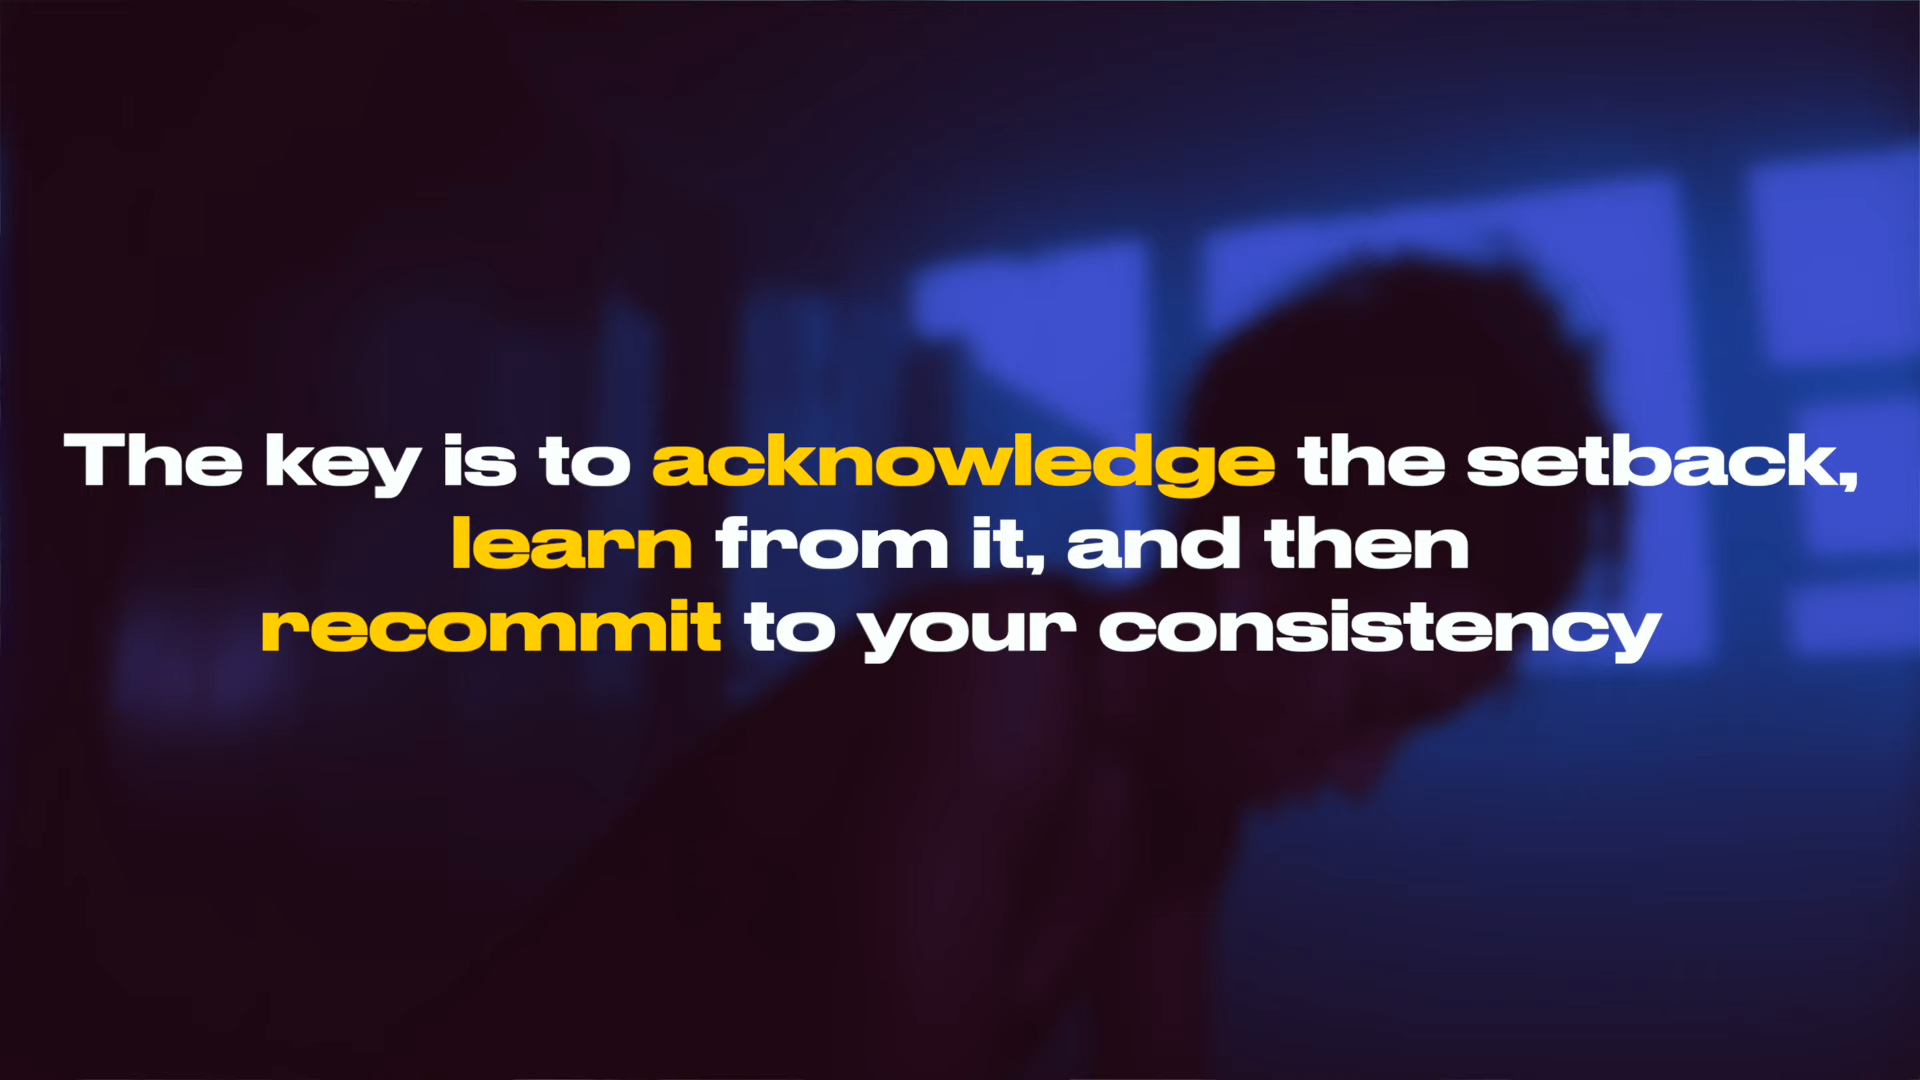 The key is to acknowledge the setback,
learn from it, and then
recommit to your consistency